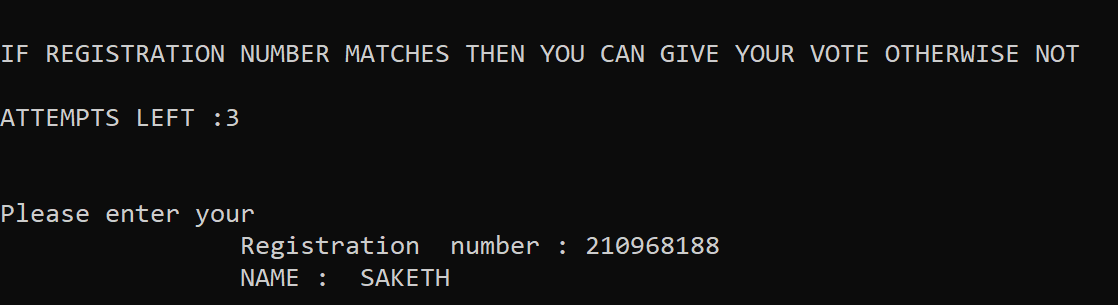 IF REGISTRATION NUMBER MATCHES THEN YOU CAN GIVE YOUR VOTE OTHERWISE NOT
ATTEMPTS LEFT :3
Please enter your
Registration  number : 210968188
NAME :  SAKETH